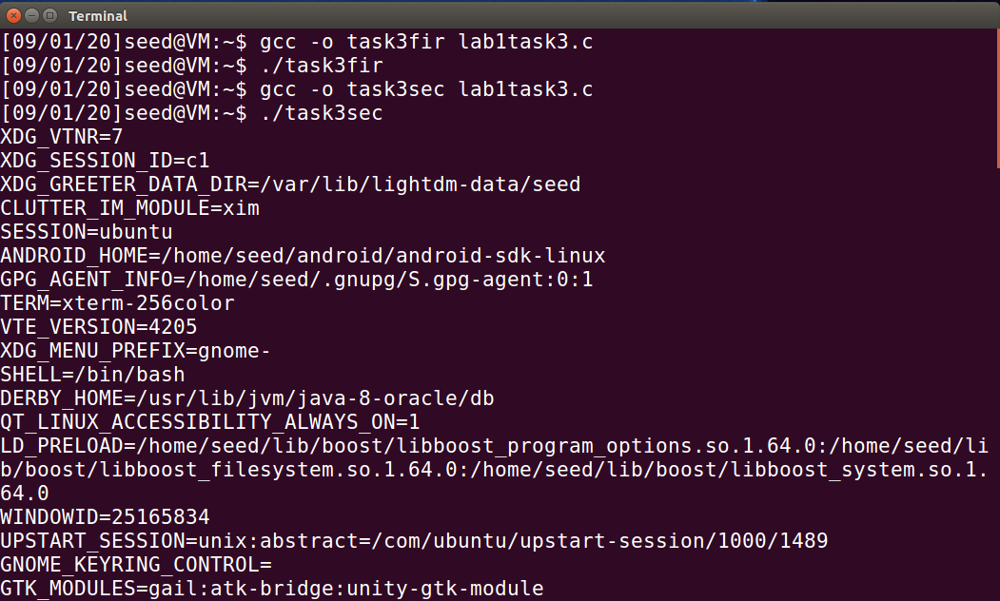 Terminal
[09/01/20]seed@VM:~$ gcc -o task3fir lab1task3.c
[09/01/20]seed@VM:~$ ./task3fir
[09/01/20]seed@VM:~$ gcc -o task3sec lab1task3.c
[09/01/20]seed@VM:~$ ./task3sec
XDG_VTNR=7
XDG_SESSION_ID=c1
XDG_GREETER_DATA_DIR=/var/lib/lightdm-data/seed
CLUTTER_IM_MODULE=xim
SESSION=ubuntu
ANDROID_HOME=/home/seed/android/android-sdk-linux
GPG_AGENT_INFO=/home/seed/.gnupg/S.gpg-agent:0:1
TERM=xterm-256color
VTE_VERSION=4205
XDG_MENU_PREFIX=gnome-
SHELL=/bin/bash
DERBY_HOME=/usr/lib/jvm/java-8-oracle/db
QT_LINUX_ACCESSIBILITY_ALWAYS_ON=1
LD_PRELOAD=/home/seed/lib/boost/libboost_program_options.so.1.64.0:/home/seed/li
b/boost/libboost_filesystem.so.1.64.0:/home/seed/lib/boost/libboost_system.so.1.
64.0
WINDOWID=25165834
UPSTART_SESSION=unix:abstract=/com/ubuntu/upstart-session/1000/1489
GNOME_KEYRING_CONTROL=
GTK_MODULES=gail:atk-bridge:unity-gtk-module